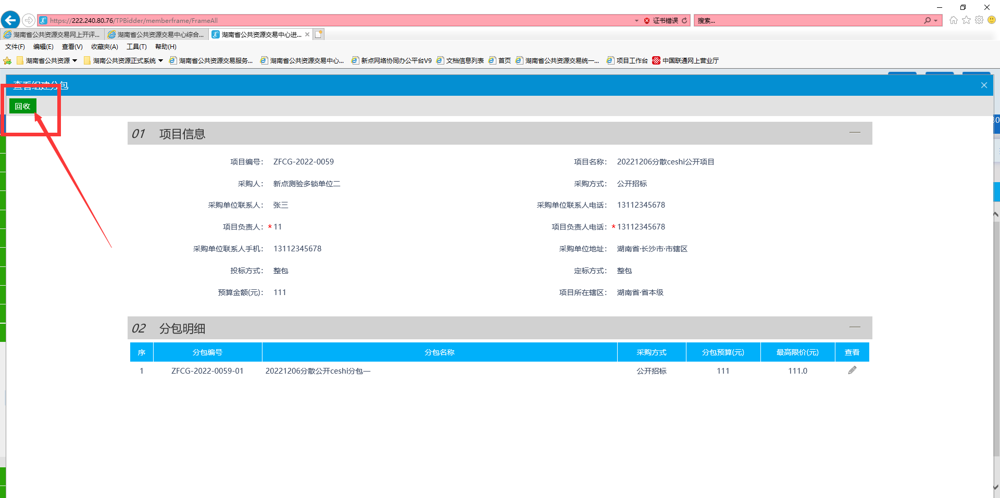 https://222.240.80.76/TPBidder/memberframe/FrameAll
证书错误
搜索...
湖南省公共资源交易网上开评...
湖南省公共资源交易中心综合...
湖南省公共资源交易中心进...
文件(F) 编辑(E) 查看(V) 收藏夹(A) 工具(T) 帮助(H)
湖南省公共资源 湖南公共资源正式系统 湖南省公共资源交易服务... 湖南省公共资源交易中心... 新点网络协同办公平台V9 文档信息列表 首页 湖南省公共资源交易统一... 项目工作台 中国联通网上营业厅
查看组建分包
回收
01 项目信息
项目编号： ZFCG-2022-0059 项目名称： 20221206分散ceshi公开项目
采购人： 新点测验多锁单位二 采购方式： 公开招标
采购单位联系人： 张三 采购单位联系人电话： 13112345678
项目负责人： * 11 项目负责人电话： * 13112345678
采购单位联系人手机： 13112345678 采购单位地址： 湖南省·长沙市·市辖区
投标方式： 整包 定标方式： 整包
预算金额(元)： 111 项目所在辖区： 湖南省·省本级
02 分包明细
序 分包编号 分包名称 采购方式 分包预算(元) 最高限价(元) 查看
1 ZFCG-2022-0059-01 20221206分散公开ceshi分包一 公开招标 111 111.0